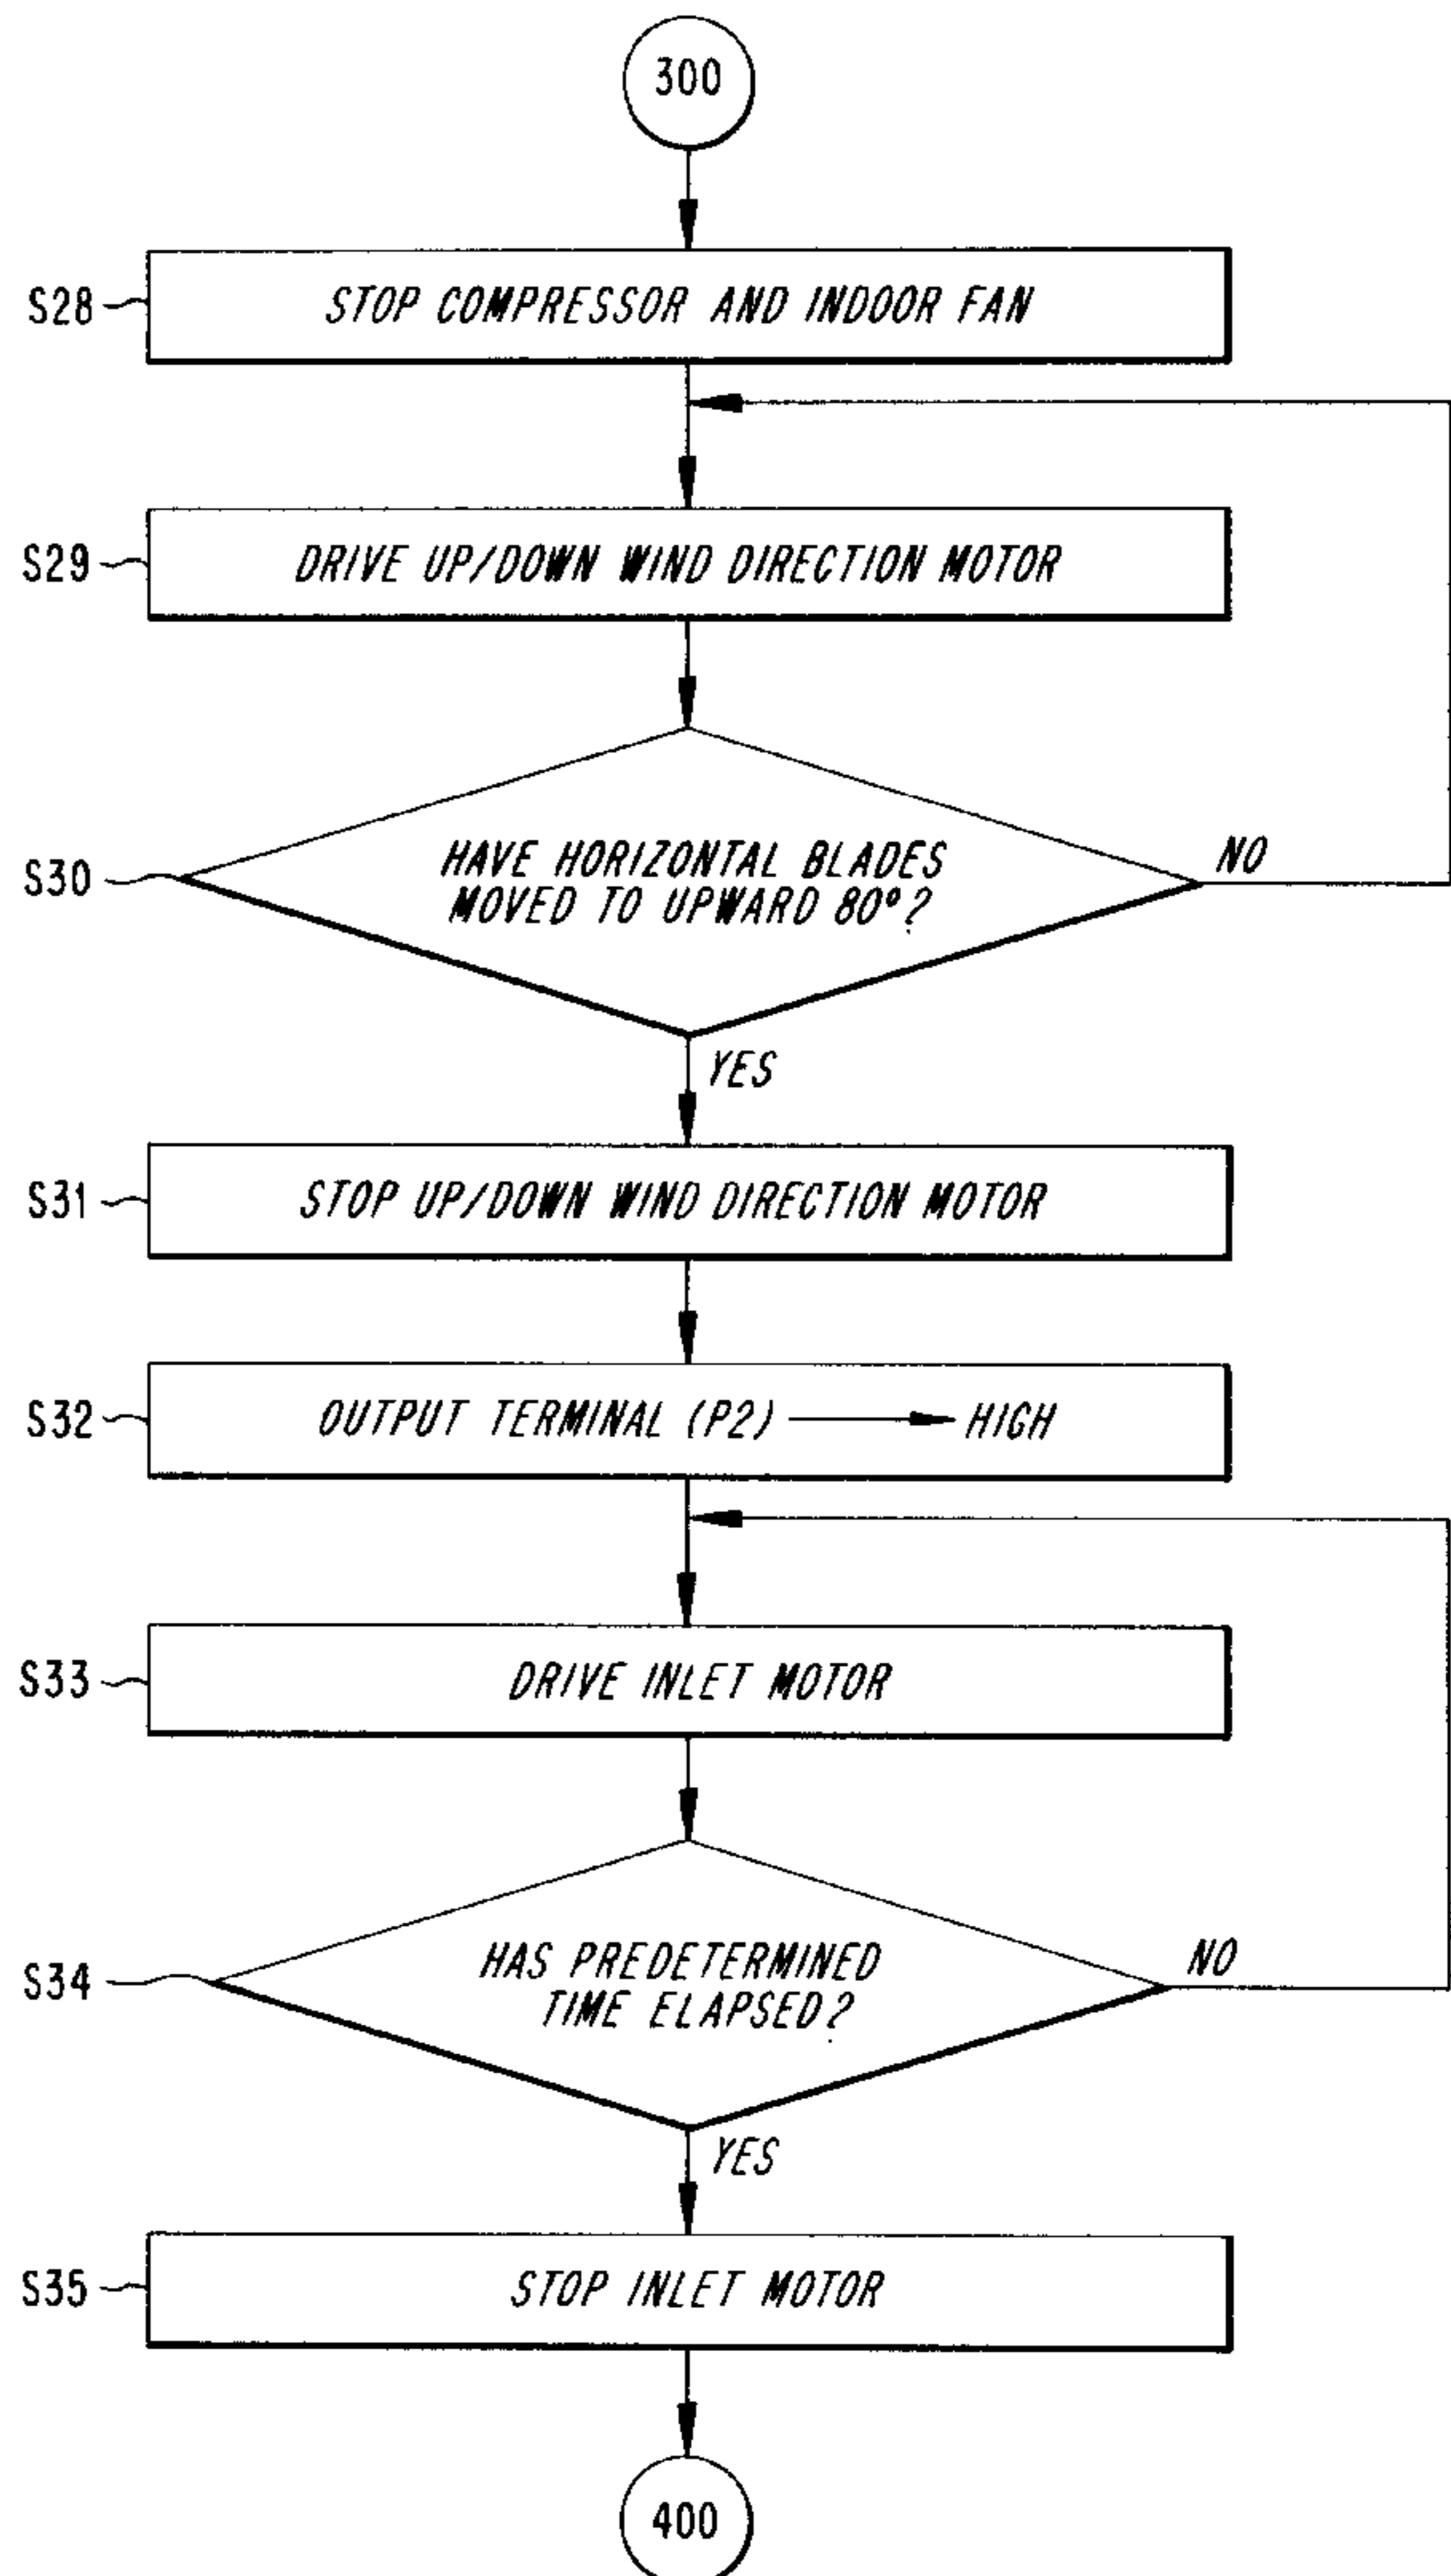 300
S28 STOP COMPRESSOR AND INDOOR FAN
S29 DRIVE UP/DOWN WIND DIRECTION MOTOR
S30 HAVE HORIZONTAL BLADES
MOVED TO UPWARD 80°?
NO
YES
S31 STOP UP/DOWN WIND DIRECTION MOTOR
S32 OUTPUT TERMINAL (P2) → HIGH
S33 DRIVE INLET MOTOR
S34 HAS PREDETERMINED
TIME ELAPSED?
NO
YES
S35 STOP INLET MOTOR
400